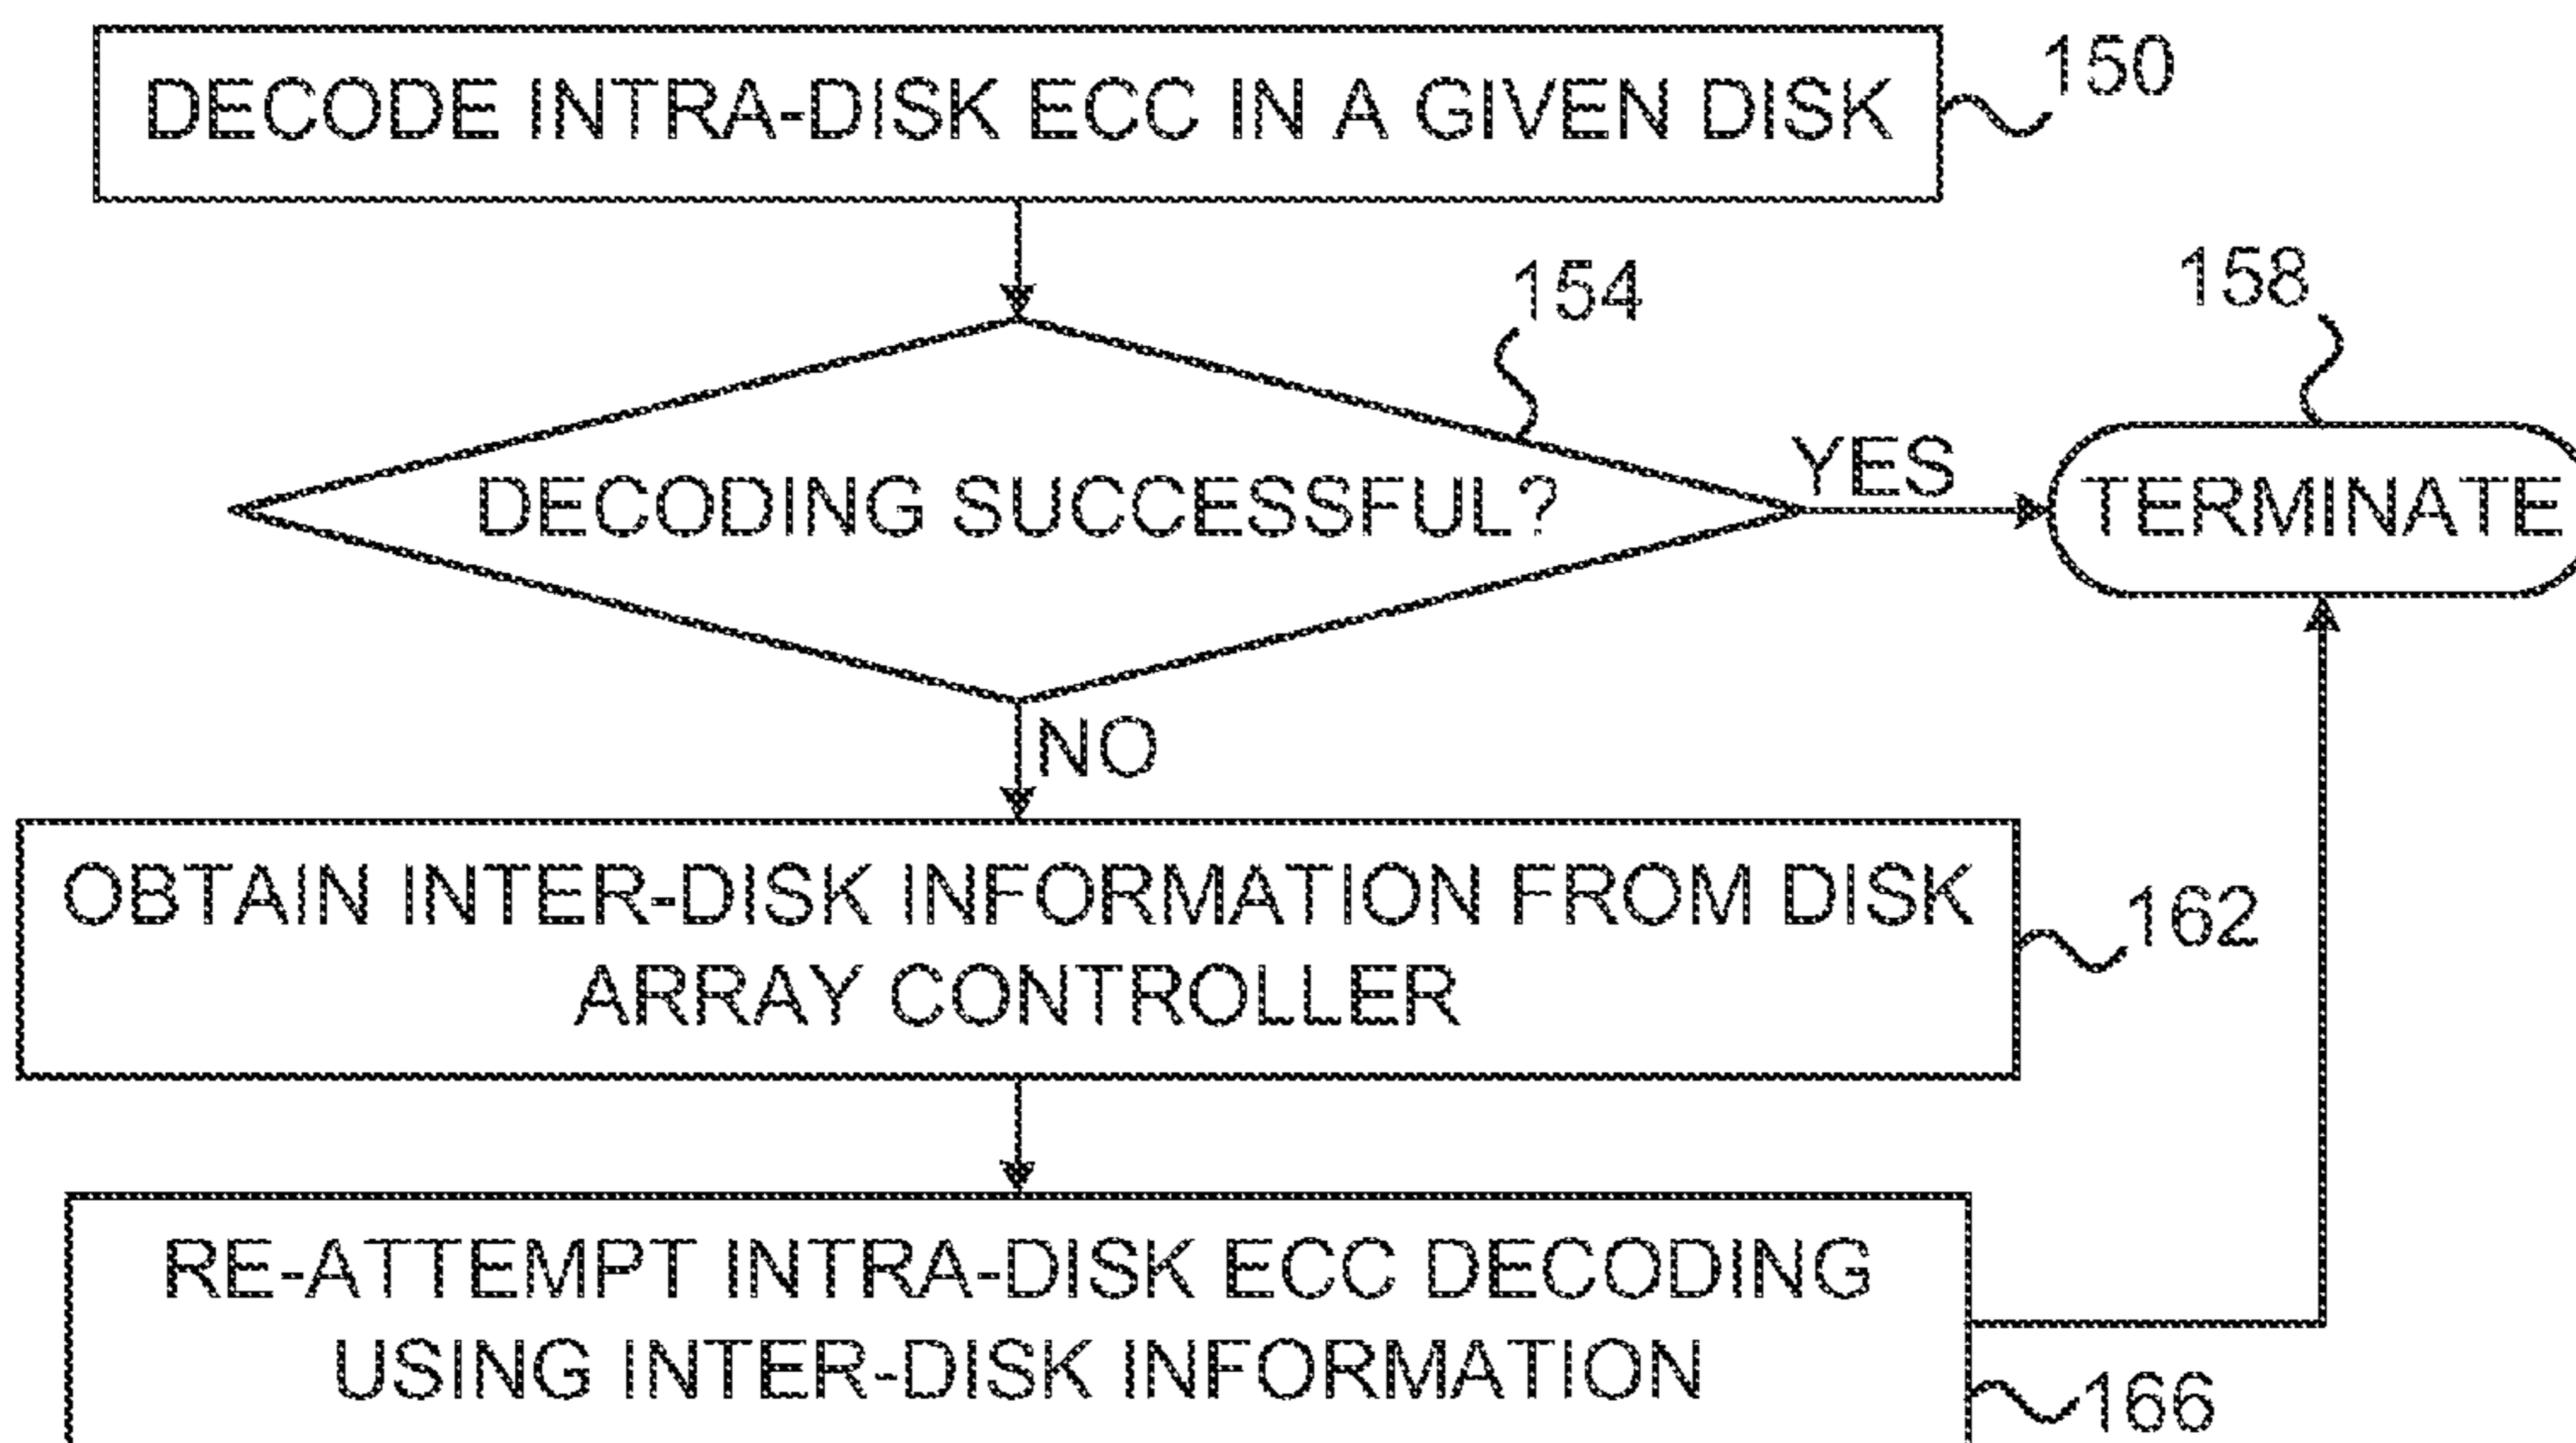 DECODE INTRA-DISK ECC IN A GIVEN DISK
150
154
158
DECODING SUCCESSFUL?
YES
TERMINATE
NO
OBTAIN INTER-DISK INFORMATION FROM DISK
ARRAY CONTROLLER
162
RE-ATTEMPT INTRA-DISK ECC DECODING
USING INTER-DISK INFORMATION
166